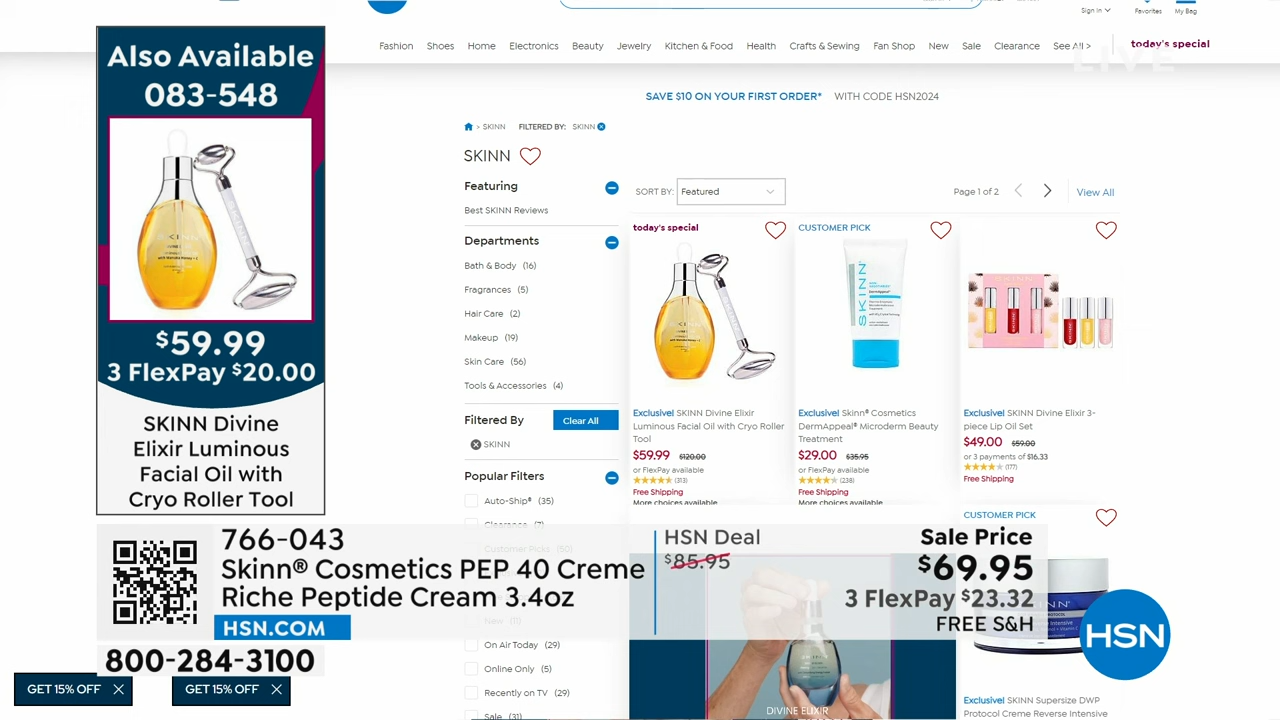 Sign In
Favorites
My Bag
Fashion Shoes Home Electronics Beauty Jewelry Kitchen & Food Health Crafts & Sewing Fan Shop New Sale Clearance See All >
today's special
LIVE
SAVE $10 ON YOUR FIRST ORDER* WITH CODE HSN2024
> SKINN FILTERED BY: SKINN
SKINN
Featuring
Best SKINN Reviews
Departments
Bath & Body (16)
Fragrances (5)
Hair Care (2)
Makeup (19)
Skin Care (56)
Tools & Accessories (4)
Filtered By
Clear All
SKINN
Popular Filters
Auto-Ship® (35)
Clearance (7)
Customer Picks (50)
New (11)
On Air Today (29)
Online Only (5)
Recently on TV (29)
Sale (31)
SORT BY: Featured
Page 1 of 2
View All
today's special
Exclusive! SKINN Divine Elixir
Luminous Facial Oil with Cryo Roller
Tool
$59.99 $120.00
or FlexPay available
(313)
Free Shipping
More choices available
CUSTOMER PICK
SKINN
Exclusive! Skinn® Cosmetics
DermAppeal® Microderm Beauty
Treatment
$29.00 $35.95
or FlexPay available
(238)
Free Shipping
More choices available
Exclusive! SKINN Divine Elixir 3-
piece Lip Oil Set
$49.00 $59.00
or 3 payments of $16.33
(177)
Free Shipping
CUSTOMER PICK
Exclusive! SKINN Supersize DWP
Protocol Creme Reverse Intensive
DIVINE ELIXIR
Also Available
083-548
$59.99
3 FlexPay $20.00
SKINN Divine
Elixir Luminous
Facial Oil with
Cryo Roller Tool
766-043
Skinn® Cosmetics PEP 40 Creme
Riche Peptide Cream 3.4oz
HSN.COM
800-284-3100
HSN Deal
$85.95
Sale Price
$69.95
3 FlexPay $23.32
FREE S&H
HSN
GET 15% OFF
GET 15% OFF